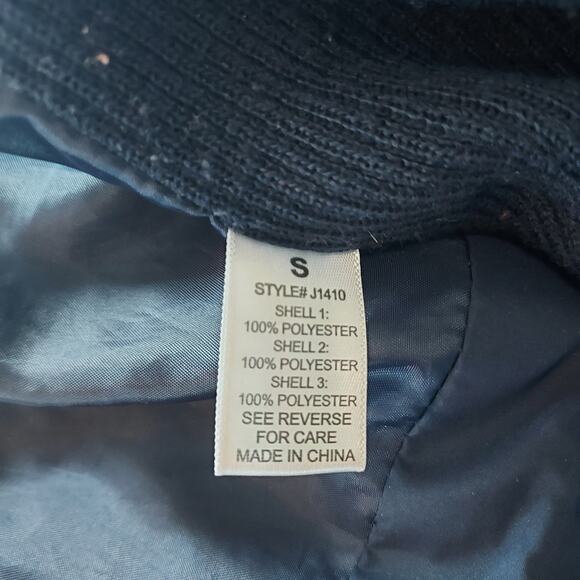 S
STYLE# J1410
SHELL 1:
100% POLYESTER
SHELL 2:
100% POLYESTER
SHELL 3:
100% POLYESTER
SEE REVERSE
FOR CARE
MADE IN CHINA